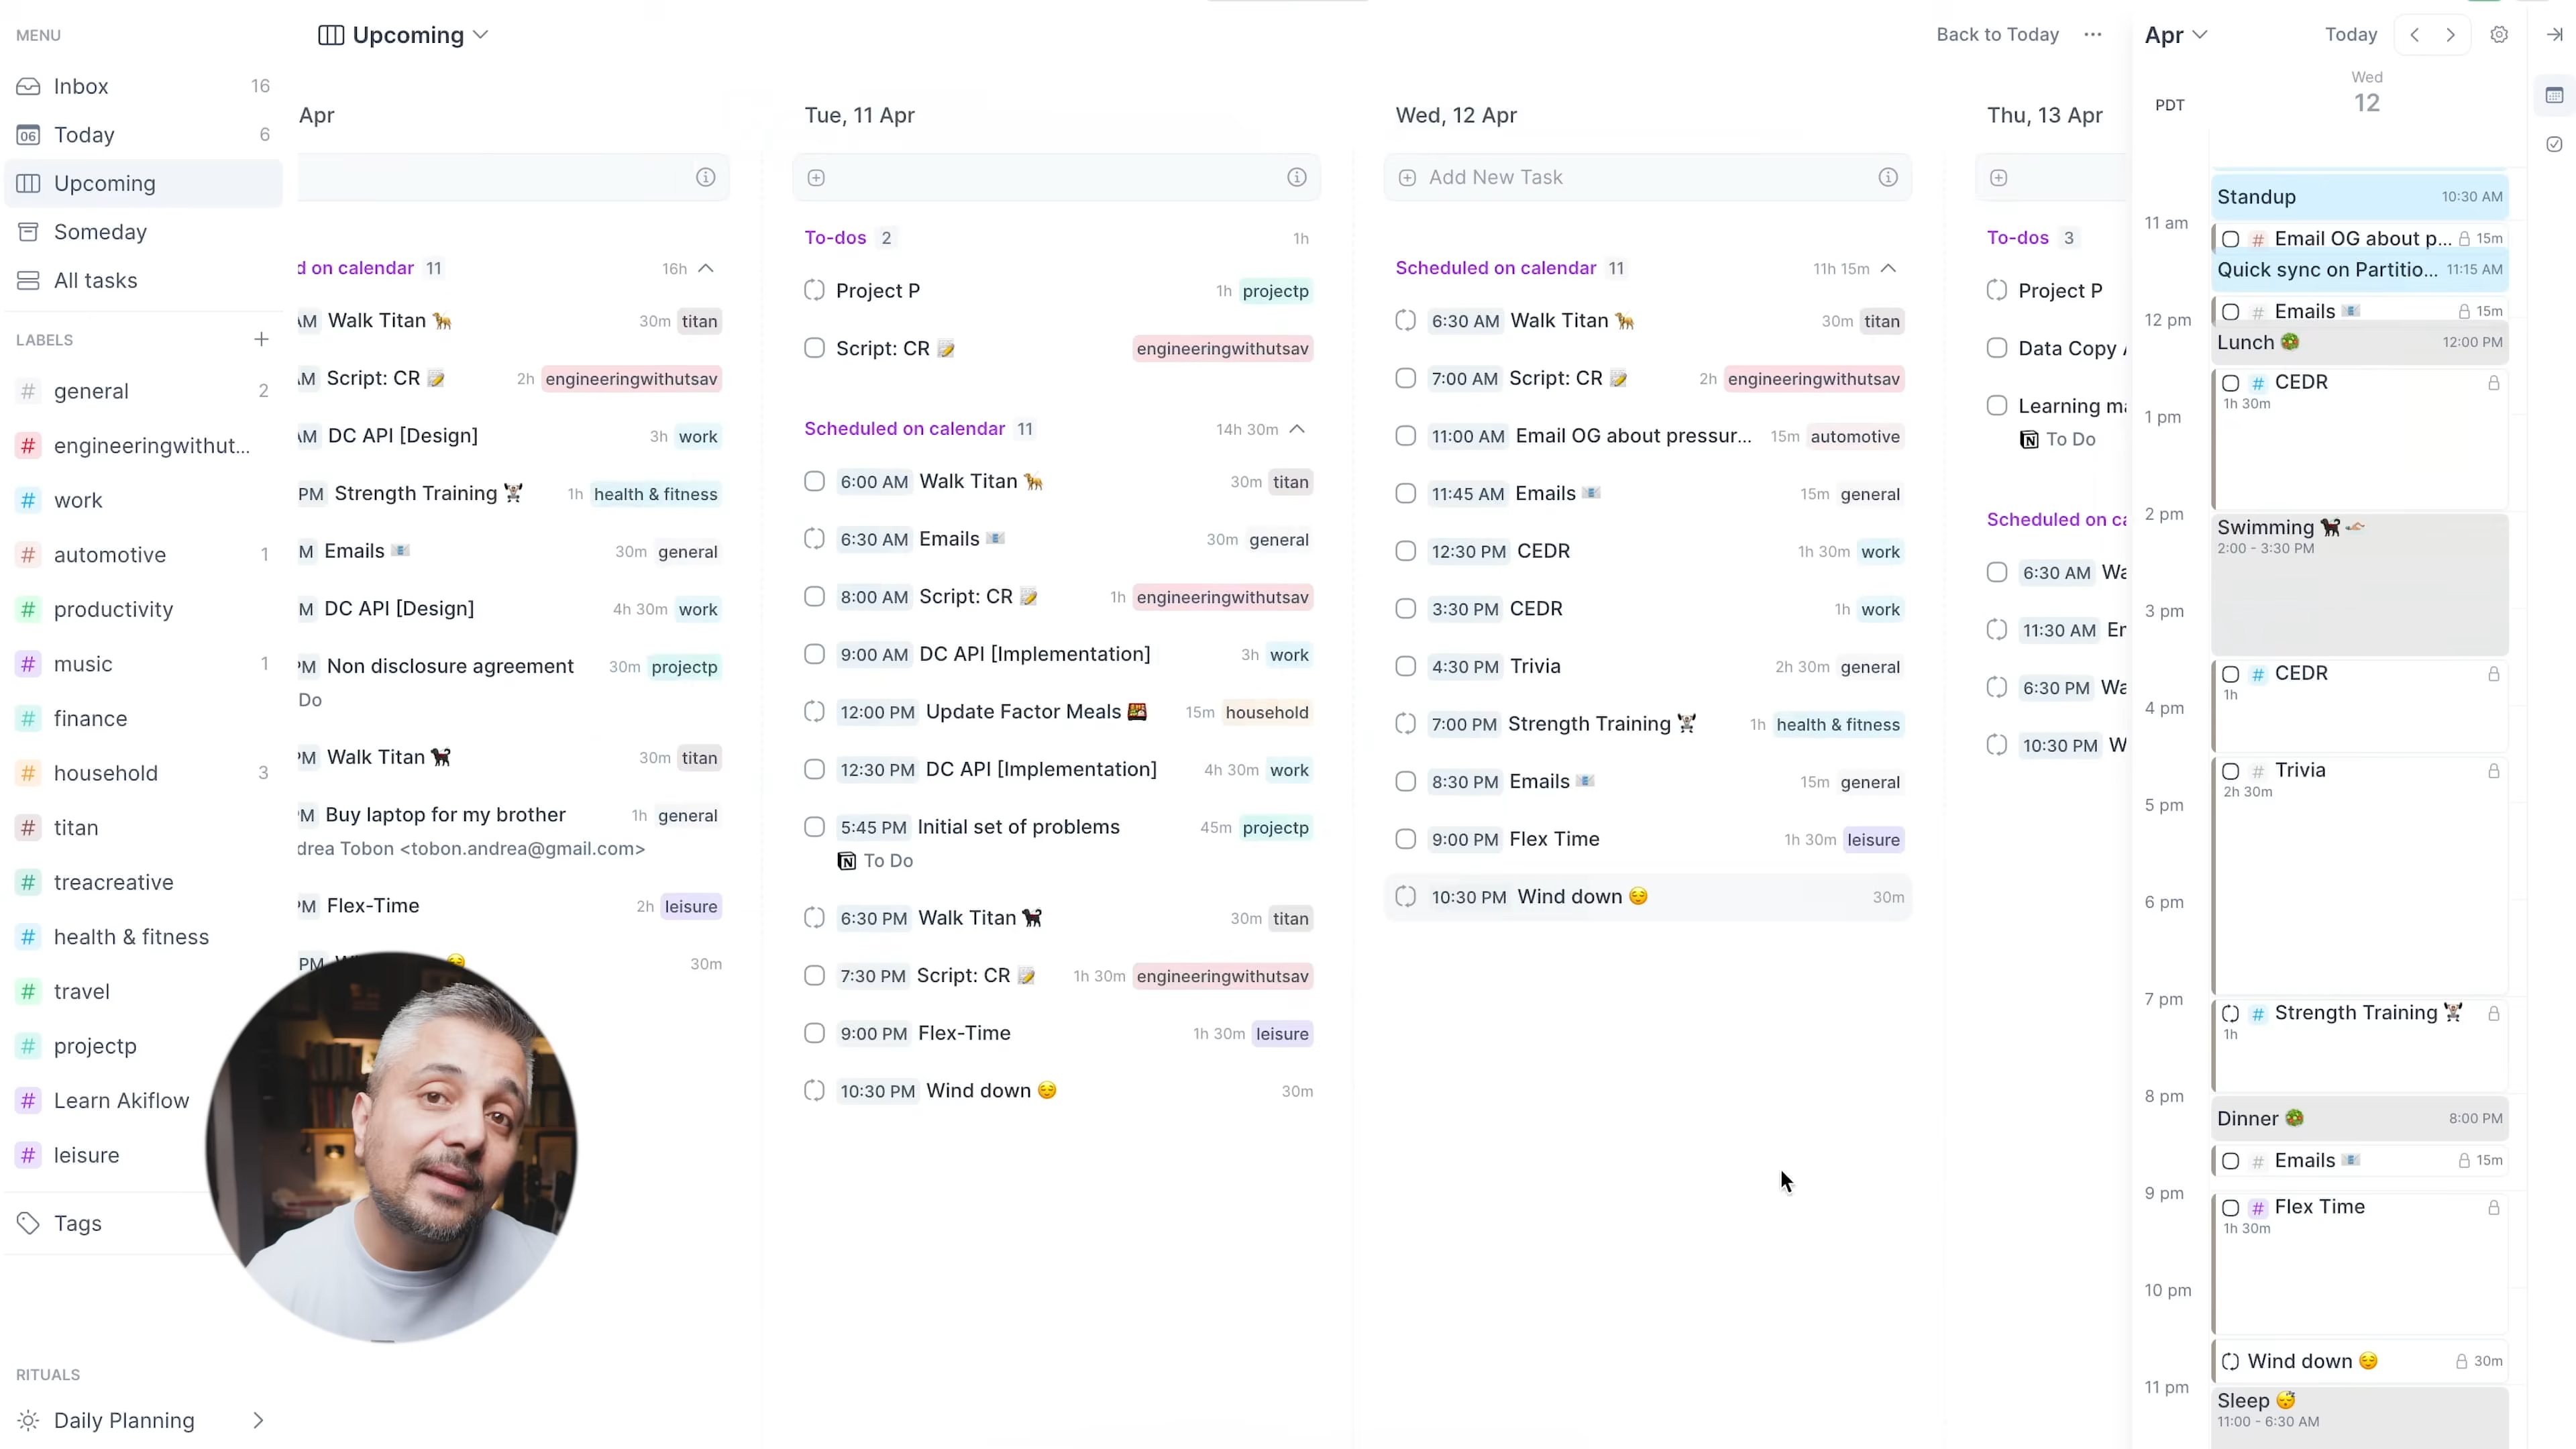 MENU
Inbox 16
Today 6
Upcoming
Someday
All tasks
LABELS
general 2
engineeringwithut...
work
automotive 1
productivity
music 1
finance
household 3
titan
treacreative
health & fitness
travel
projectp
Learn Akiflow
leisure
Tags
RITUALS
Daily Planning
Upcoming
Back to Today
Apr
d on calendar 11 16h
AM Walk Titan 30m titan
AM Script: CR 2h engineeringwithutsav
AM DC API [Design] 3h work
PM Strength Training 1h health & fitness
M Emails 30m general
M DC API [Design] 4h 30m work
PM Non disclosure agreement 30m projectp
Do
PM Walk Titan 30m titan
PM Buy laptop for my brother 1h general
drea Tobon <tobon.andrea@gmail.com>
PM Flex-Time 2h leisure
PM 30m
Tue, 11 Apr
To-dos 2 1h
Project P 1h projectp
Script: CR engineeringwithutsav
Scheduled on calendar 11 14h 30m
6:00 AM Walk Titan 30m titan
6:30 AM Emails 30m general
8:00 AM Script: CR 1h engineeringwithutsav
9:00 AM DC API [Implementation] 3h work
12:00 PM Update Factor Meals 15m household
12:30 PM DC API [Implementation] 4h 30m work
5:45 PM Initial set of problems 45m projectp
To Do
6:30 PM Walk Titan 30m titan
7:30 PM Script: CR 1h 30m engineeringwithutsav
9:00 PM Flex-Time 1h 30m leisure
10:30 PM Wind down 30m
Wed, 12 Apr
Add New Task
Scheduled on calendar 11 11h 15m
6:30 AM Walk Titan 30m titan
7:00 AM Script: CR 2h engineeringwithutsav
11:00 AM Email OG about pressur... 15m automotive
11:45 AM Emails 15m general
12:30 PM CEDR 1h 30m work
3:30 PM CEDR 1h work
4:30 PM Trivia 2h 30m general
7:00 PM Strength Training 1h health & fitness
8:30 PM Emails 15m general
9:00 PM Flex Time 1h 30m leisure
10:30 PM Wind down 30m
Thu, 13 Apr
To-dos 3
Project P
Data Copy
Learning ma
To Do
Scheduled on ca
6:30 AM Wa
11:30 AM Er
6:30 PM Wa
10:30 PM W
Apr Today
Wed
12
PDT
Standup 10:30 AM
11 am
# Email OG about p... 15m
Quick sync on Partitio... 11:15 AM
# Emails 15m
12 pm
Lunch 12:00 PM
# CEDR
1h 30m
1 pm
2 pm
Swimming
2:00 - 3:30 PM
3 pm
# CEDR
1h
4 pm
# Trivia
2h 30m
5 pm
6 pm
7 pm
# Strength Training
1h
8 pm
Dinner 8:00 PM
# Emails 15m
9 pm
# Flex Time
1h 30m
10 pm
Wind down 30m
11 pm
Sleep
11:00 - 6:30 AM